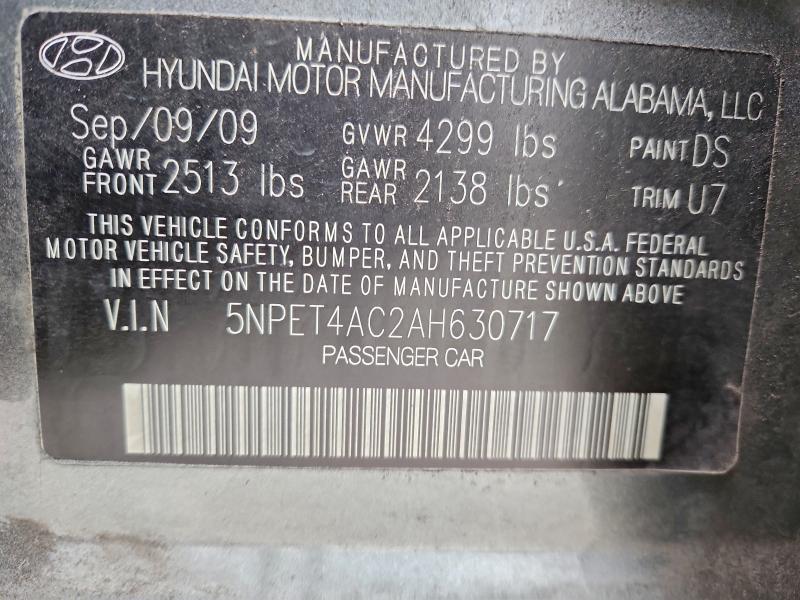 MANUFACTURED BY
HYUNDAI MOTOR MANUFACTURING ALABAMA, LLC
Sep/09/09 GVWR 4299 lbs PAINT DS
GAWR FRONT 2513 lbs GAWR REAR 2138 lbs TRIM U7
THIS VEHICLE CONFORMS TO ALL APPLICABLE U.S.A. FEDERAL
MOTOR VEHICLE SAFETY, BUMPER, AND THEFT PREVENTION STANDARDS
IN EFFECT ON THE DATE OF MANUFACTURE SHOWN ABOVE
V.I.N 5NPET4AC2AH630717
PASSENGER CAR